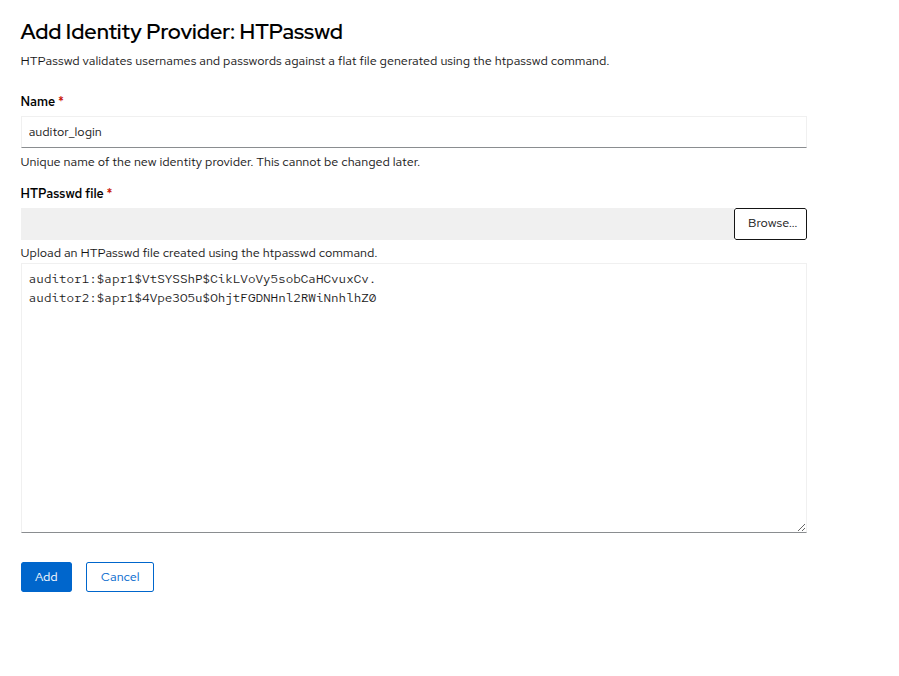 Add Identity Provider: HTPasswd
HTPasswd validates usernames and passwords against a flat file generated using the htpasswd command.
Name *
auditor_login
Unique name of the new identity provider. This cannot be changed later.
HTPasswd file *
Browse...
Upload an HTPasswd file created using the htpasswd command.
auditor1:$apr1$VtSYSShP$CikLVoVy5sobCaHCvuxCv.
auditor2:$apr1$4Vpe3O5u$OhjtFGDNHnl2RWiNnhlhZ0
Add
Cancel